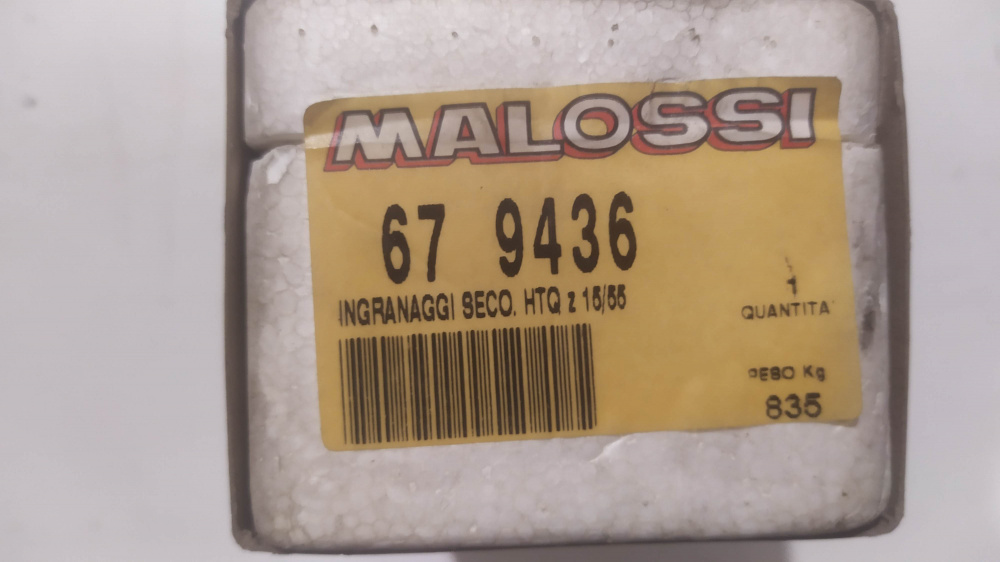 MALOSSI
67 9436
INGRANAGGI SECO. HTQ z 15/55
1
QUANTITA'
PESO Kg
835